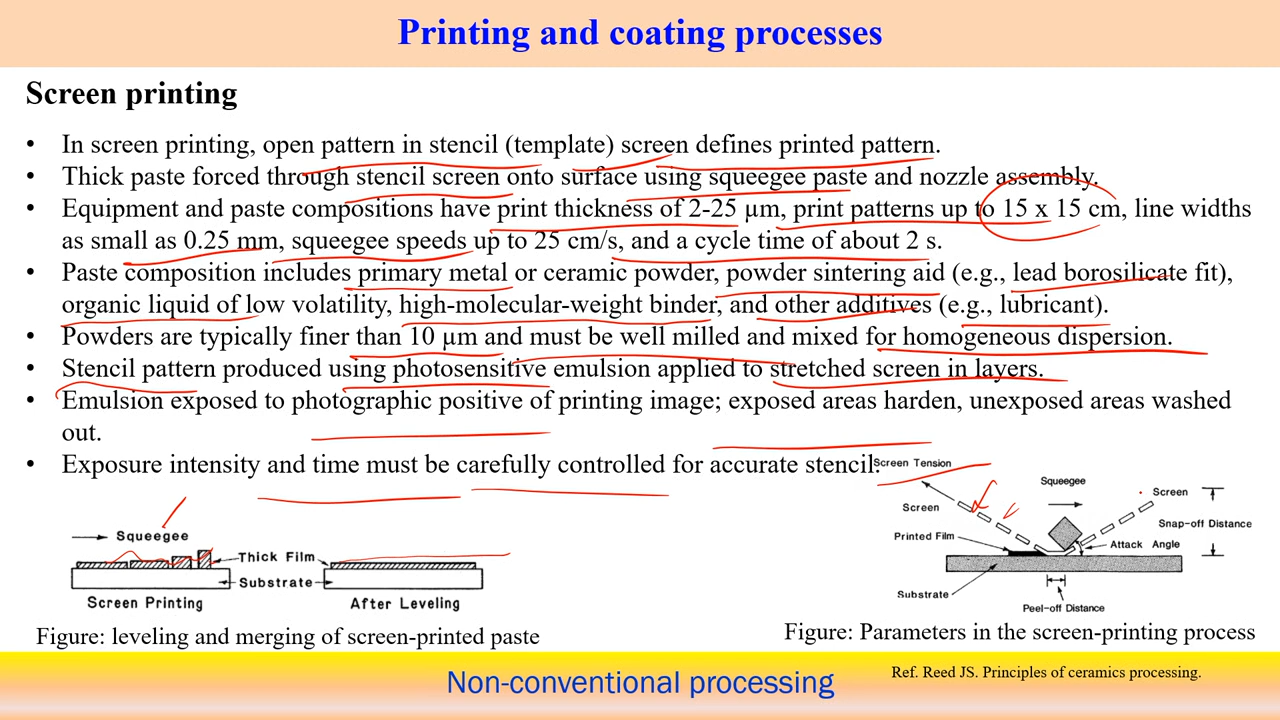 Printing and coating processes
Screen printing
• In screen printing, open pattern in stencil (template) screen defines printed pattern.
• Thick paste forced through stencil screen onto surface using squeegee paste and nozzle assembly.
• Equipment and paste compositions have print thickness of 2-25 µm, print patterns up to 15 x 15 cm, line widths
as small as 0.25 mm, squeegee speeds up to 25 cm/s, and a cycle time of about 2 s.
• Paste composition includes primary metal or ceramic powder, powder sintering aid (e.g., lead borosilicate fit),
organic liquid of low volatility, high-molecular-weight binder, and other additives (e.g., lubricant).
• Powders are typically finer than 10 µm and must be well milled and mixed for homogeneous dispersion.
• Stencil pattern produced using photosensitive emulsion applied to stretched screen in layers.
• Emulsion exposed to photographic positive of printing image; exposed areas harden, unexposed areas washed
out.
• Exposure intensity and time must be carefully controlled for accurate stencil.
Squeegee
Thick Film
Substrate
Screen Printing
After Leveling
Figure: leveling and merging of screen-printed paste
Screen Tension
Squeegee
Screen
Screen
Snap-off Distance
Printed Film
Attack Angle
Substrate
Peel-off Distance
Figure: Parameters in the screen-printing process
Non-conventional processing
Ref. Reed JS. Principles of ceramics processing.